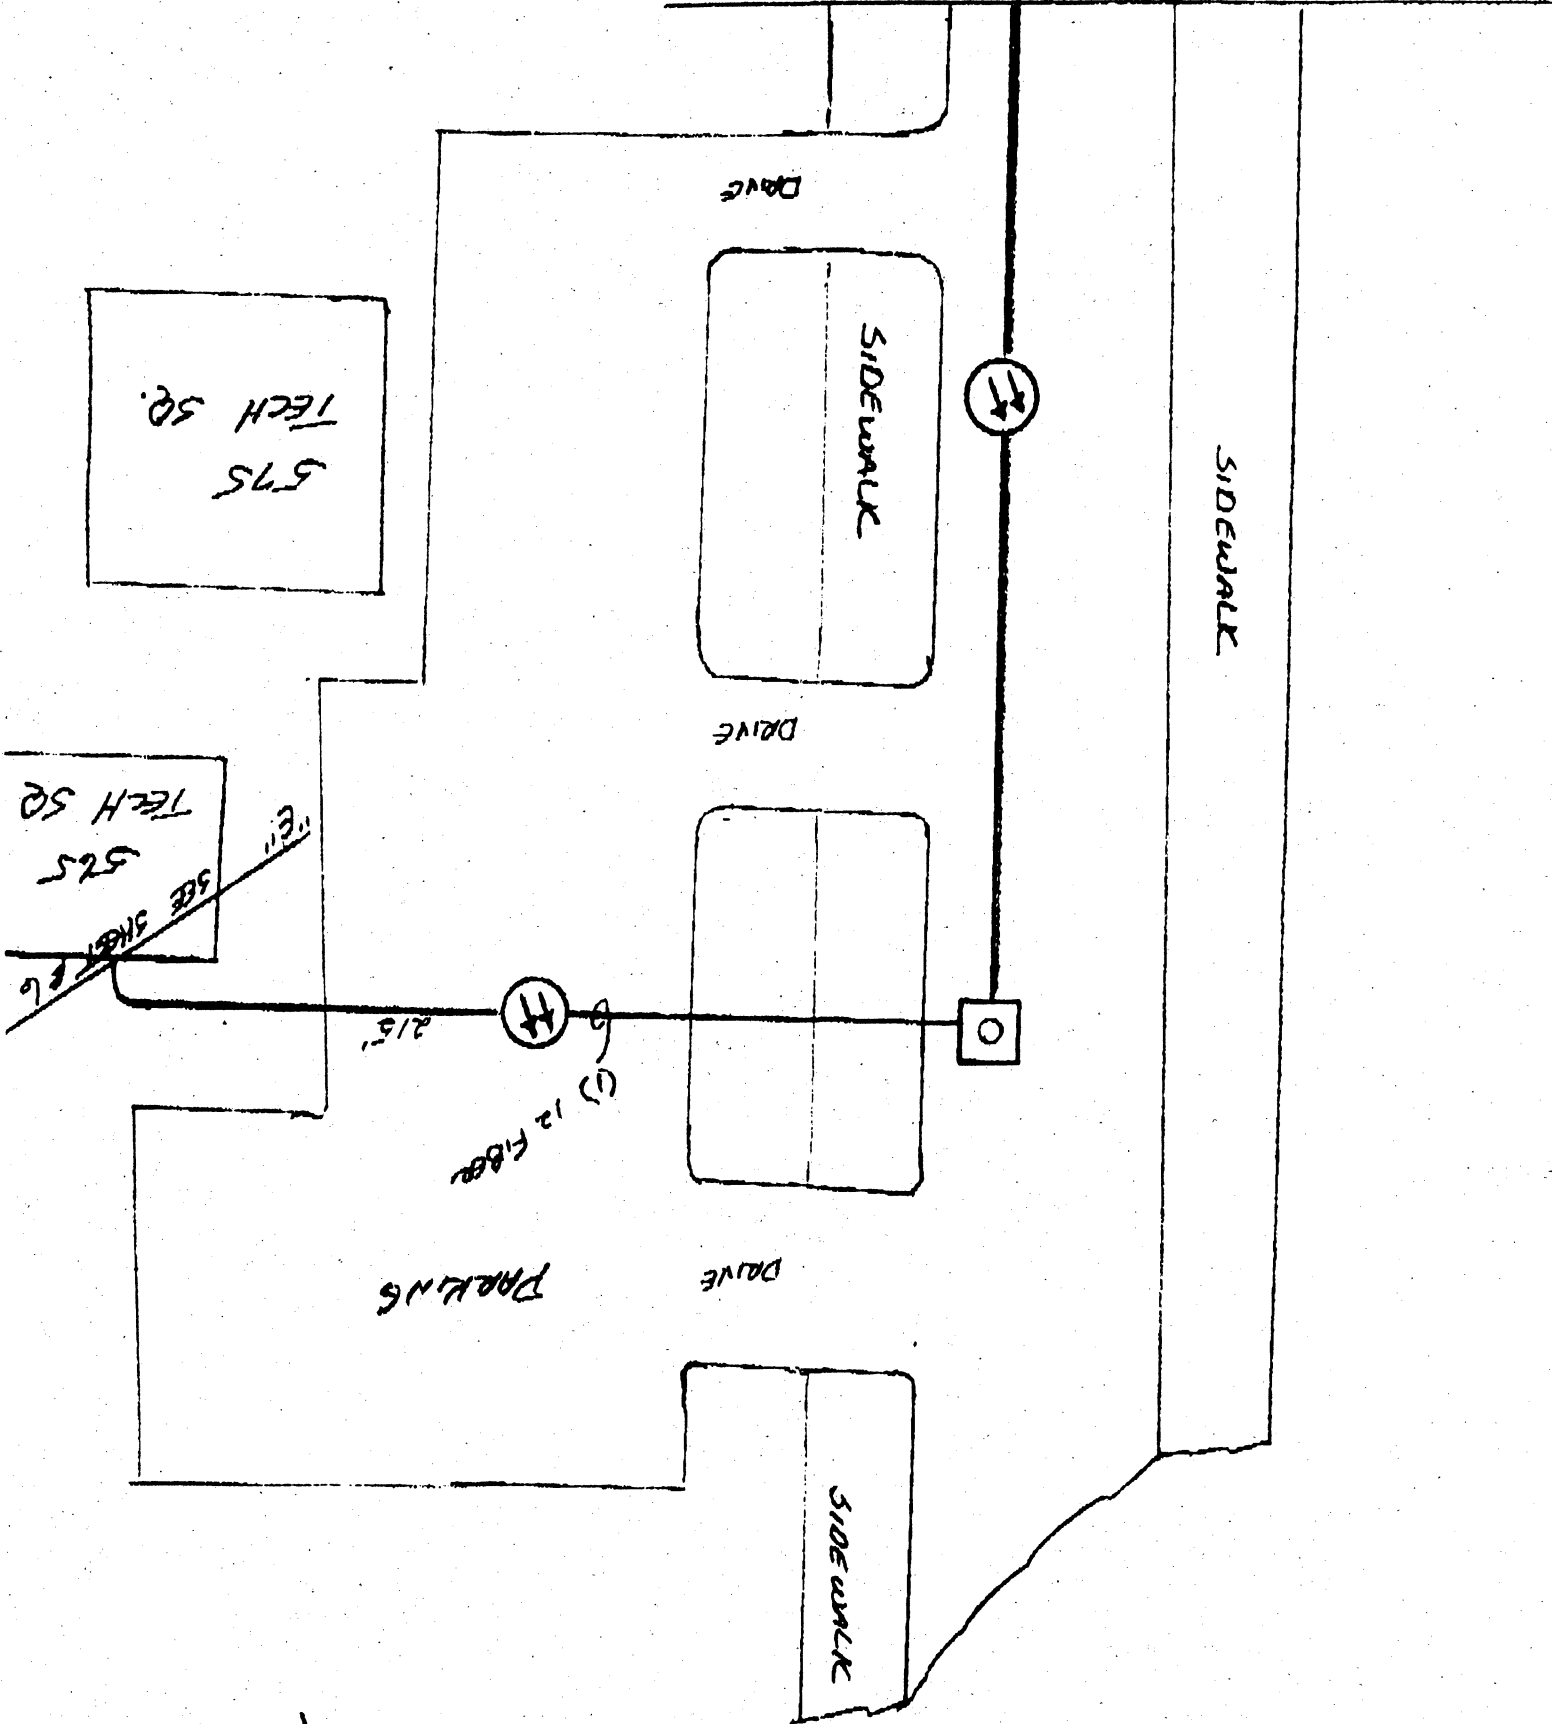 SIDEWALK
PARKING
DRIVE
(1) 12 FIBER
215'
"E" SEE SHEET 6
TECH SQ
DRIVE
575
TECH SQ.
SIDEWALK
SIDEWALK
DRIVE